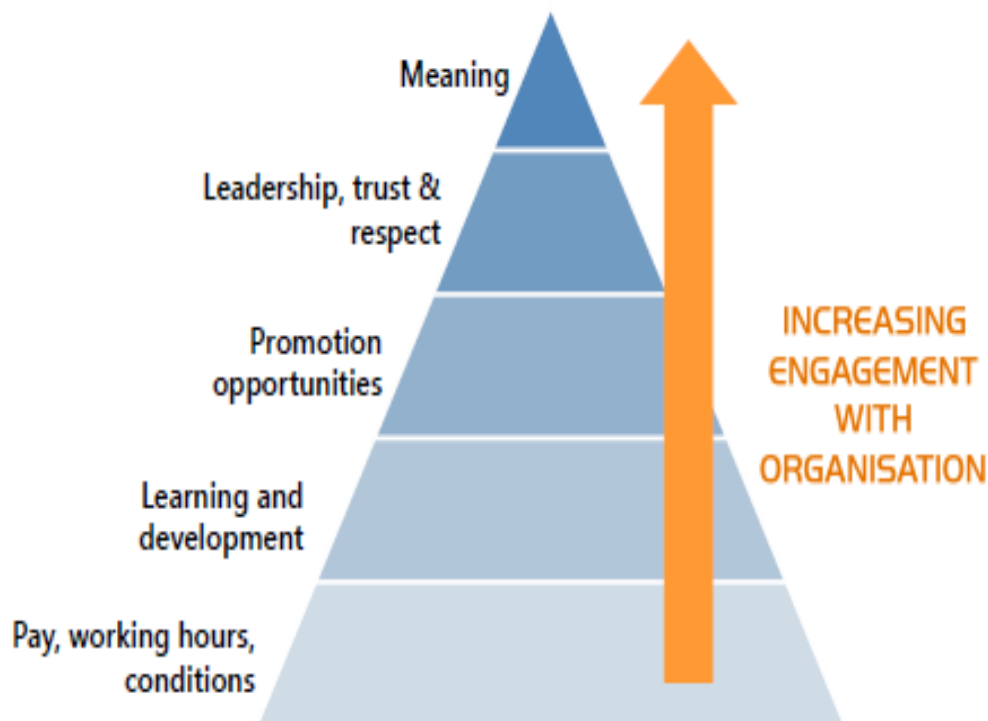 Meaning
Leadership, trust &
respect
Promotion
opportunities
Learning and
development
Pay, working hours,
conditions
INCREASING
ENGAGEMENT
WITH
ORGANISATION